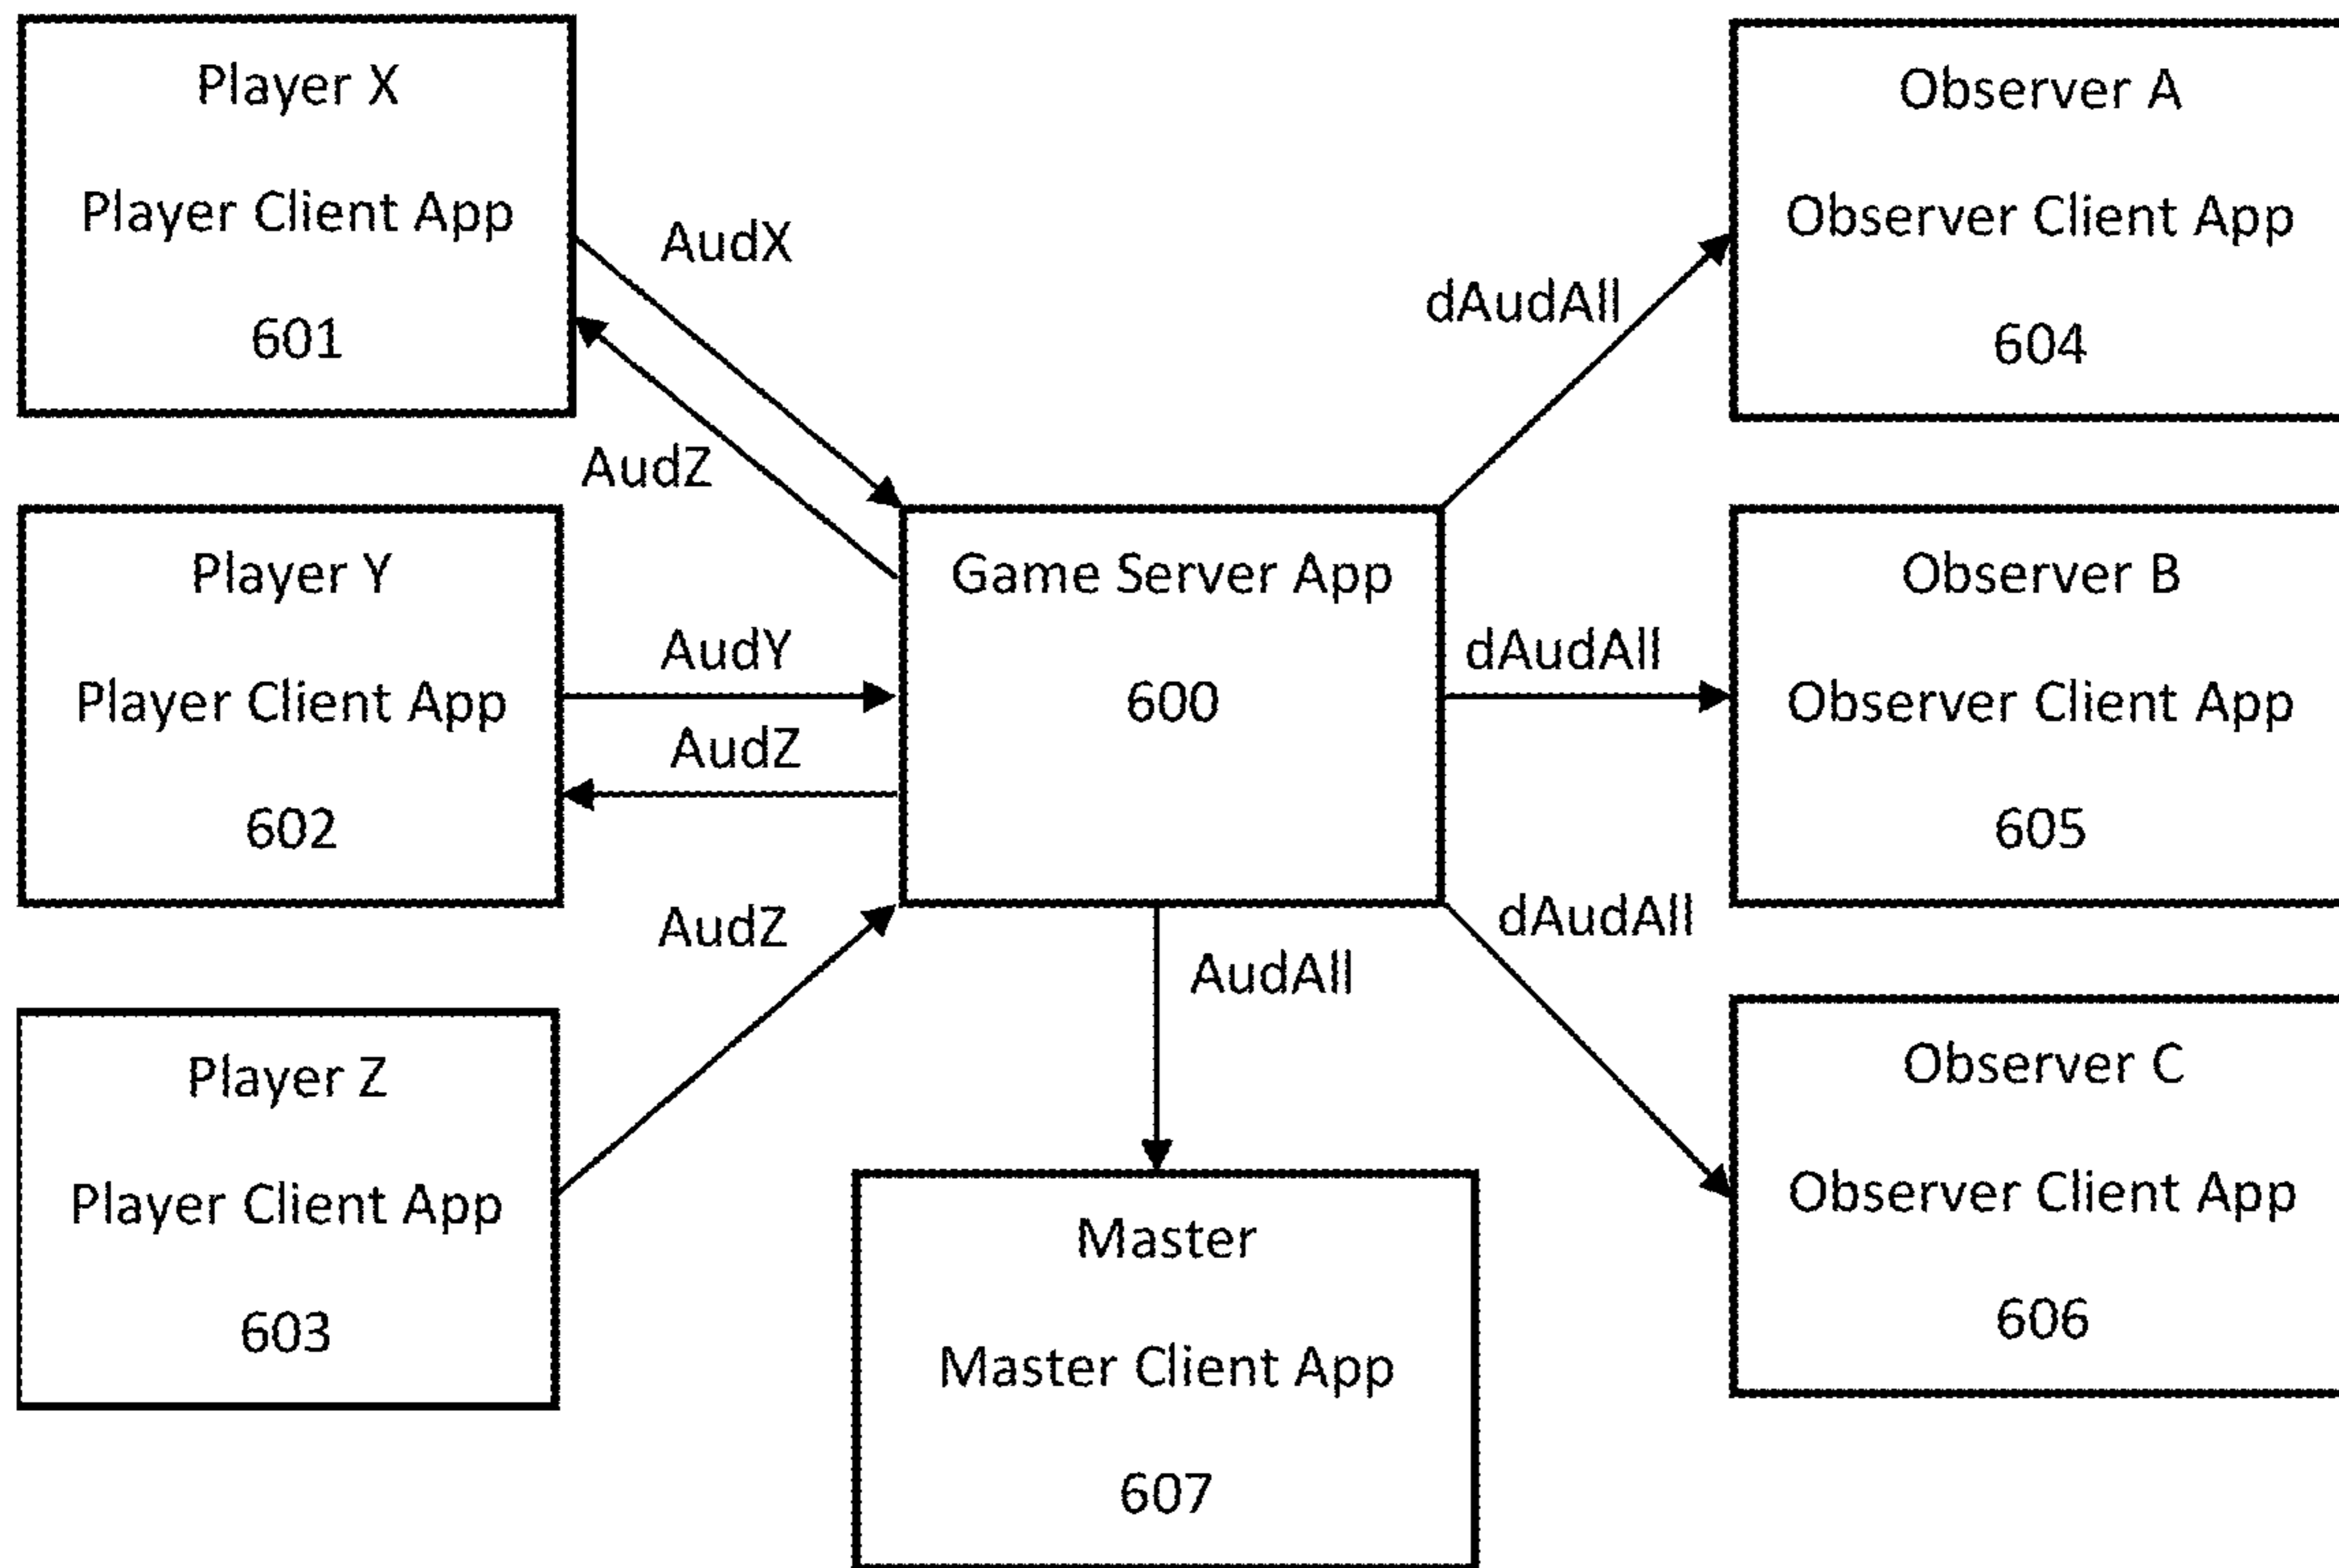 Player X
Player Client App
601
AudX
AudZ
Player Y
Player Client App
602
AudY
AudZ
Player Z
Player Client App
603
AudZ
Game Server App
600
AudAll
Master
Master Client App
607
dAudAll
Observer A
Observer Client App
604
dAudAll
Observer B
Observer Client App
605
dAudAll
Observer C
Observer Client App
606